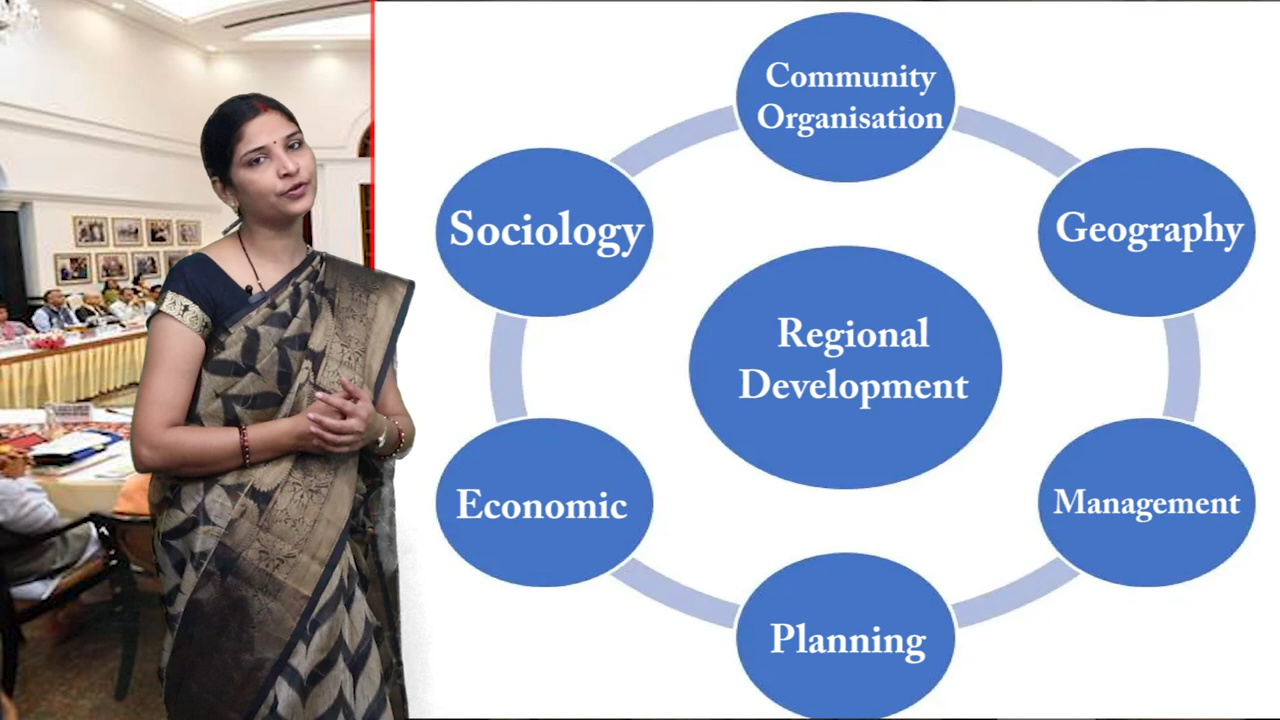 Community
Organisation
Sociology
Geography
Regional
Development
Economic
Management
Planning